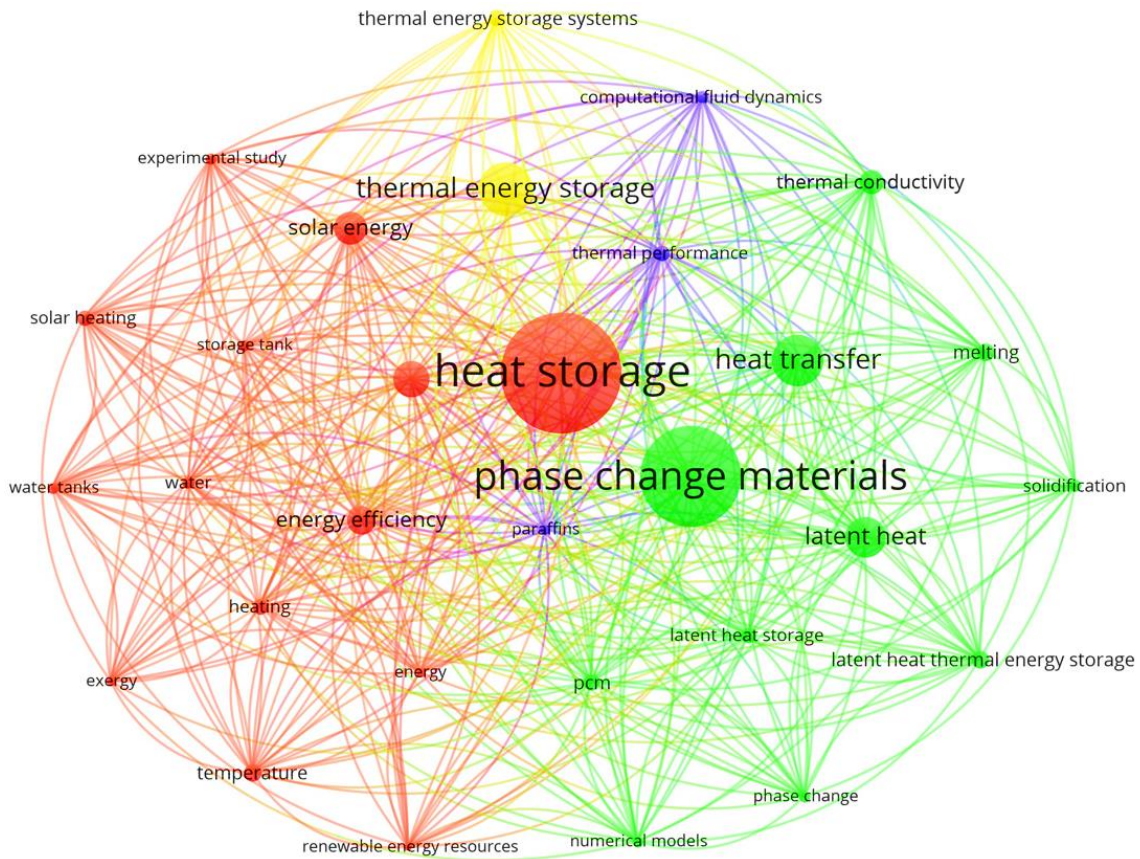 thermal energy storage systems
computational fluid dynamics
experimental study
thermal energy storage
thermal conductivity
solar energy
thermal performance
solar heating
storage tank
heat storage
heat transfer
melting
phase change materials
water tanks
water
solidification
energy efficiency
paraffins
latent heat
heating
latent heat storage
latent heat thermal energy storage
exergy
energy
pcm
temperature
phase change
renewable energy resources
numerical models